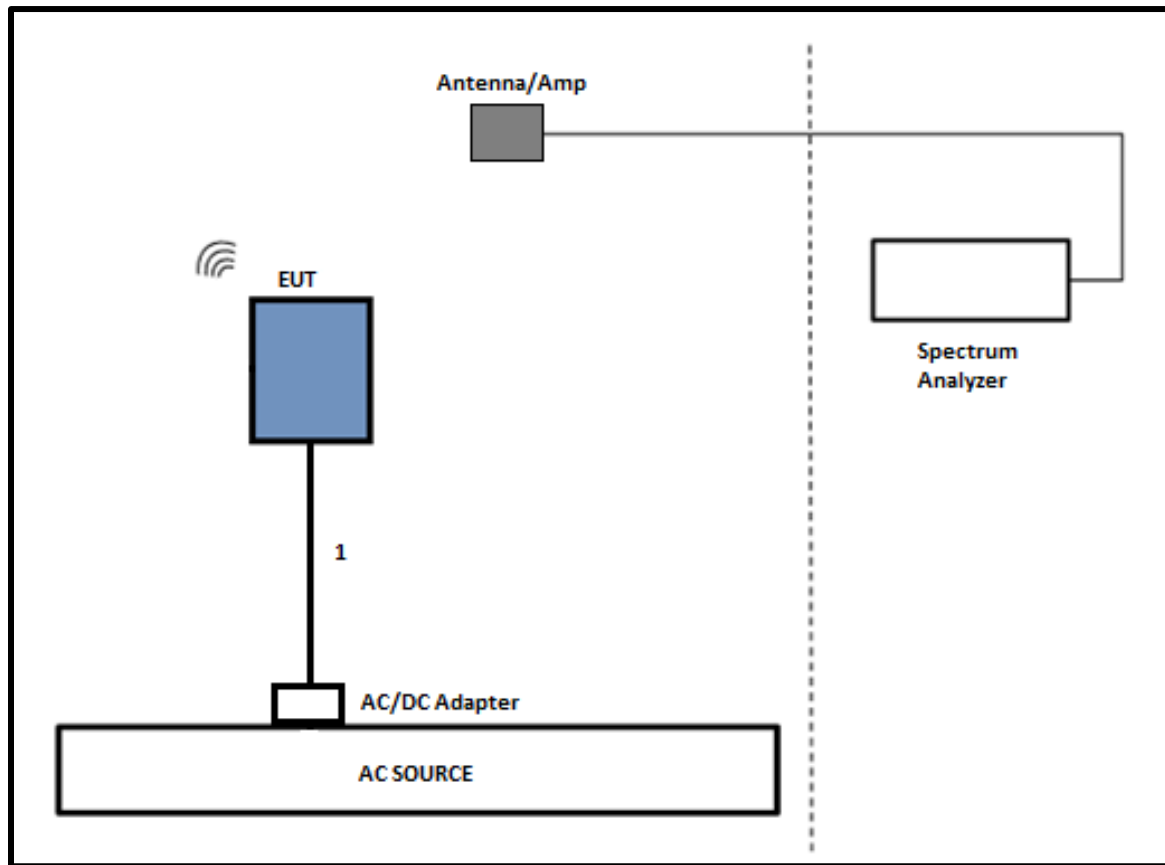 Antenna/Amp
EUT
Spectrum
Analyzer
1
AC/DC Adapter
AC SOURCE